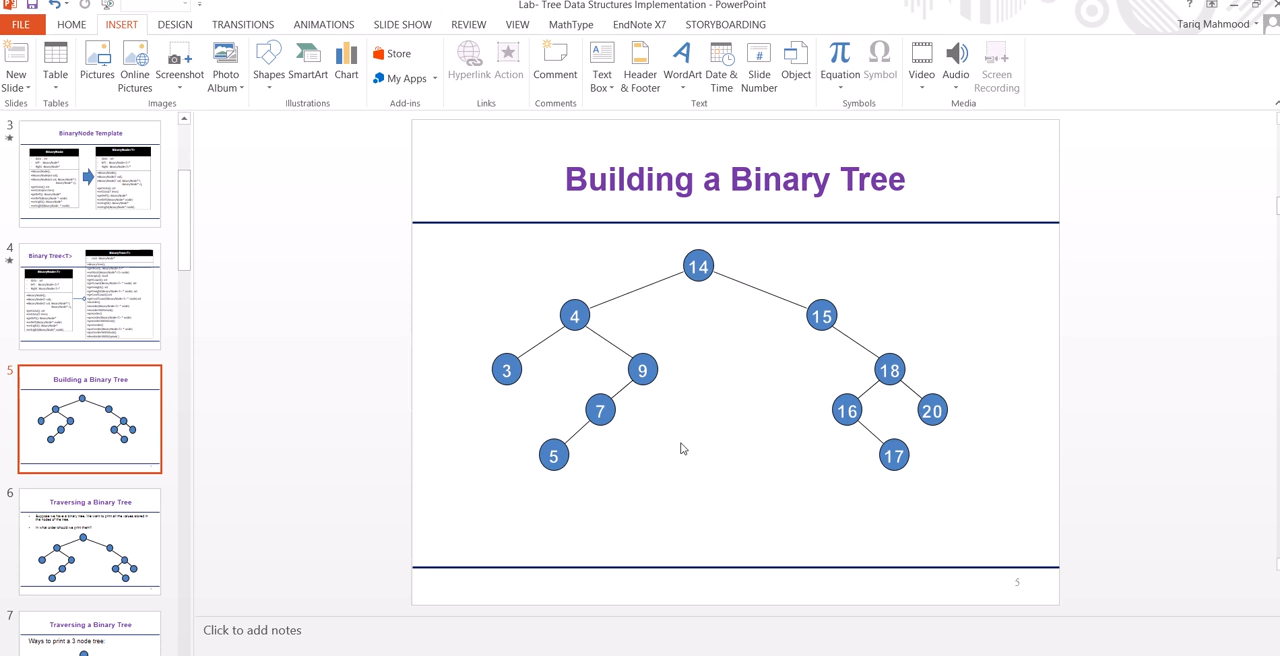 Lab- Tree Data Structures Implementation - PowerPoint
FILE HOME INSERT DESIGN TRANSITIONS ANIMATIONS SLIDE SHOW REVIEW VIEW MathType EndNote X7 STORYBOARDING Tariq Mahmood
New Slide
Table
Pictures
Online Pictures
Screenshot
Photo Album
Shapes
SmartArt
Chart
Store
My Apps
Hyperlink
Action
Comment
Text Box
Header & Footer
WordArt
Date & Time
Slide Number
Object
Equation
Symbol
Video
Audio
Screen Recording
Slides Tables Images Illustrations Add-ins Links Comments Text Symbols Media
3
BinaryNode Template
4
Binary Tree<T>
5
Building a Binary Tree
6
Traversing a Binary Tree
7
Traversing a Binary Tree
Ways to print a 3 node tree:
Building a Binary Tree
14
4 15
3 9 18
7 16 20
5 17
5
Click to add notes